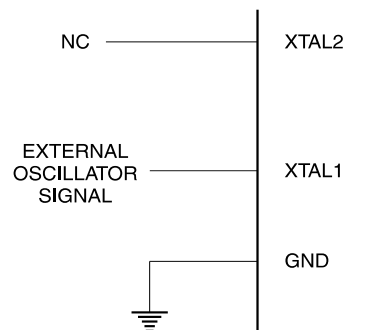 NC
XTAL2
EXTERNAL
OSCILLATOR
SIGNAL
XTAL1
GND